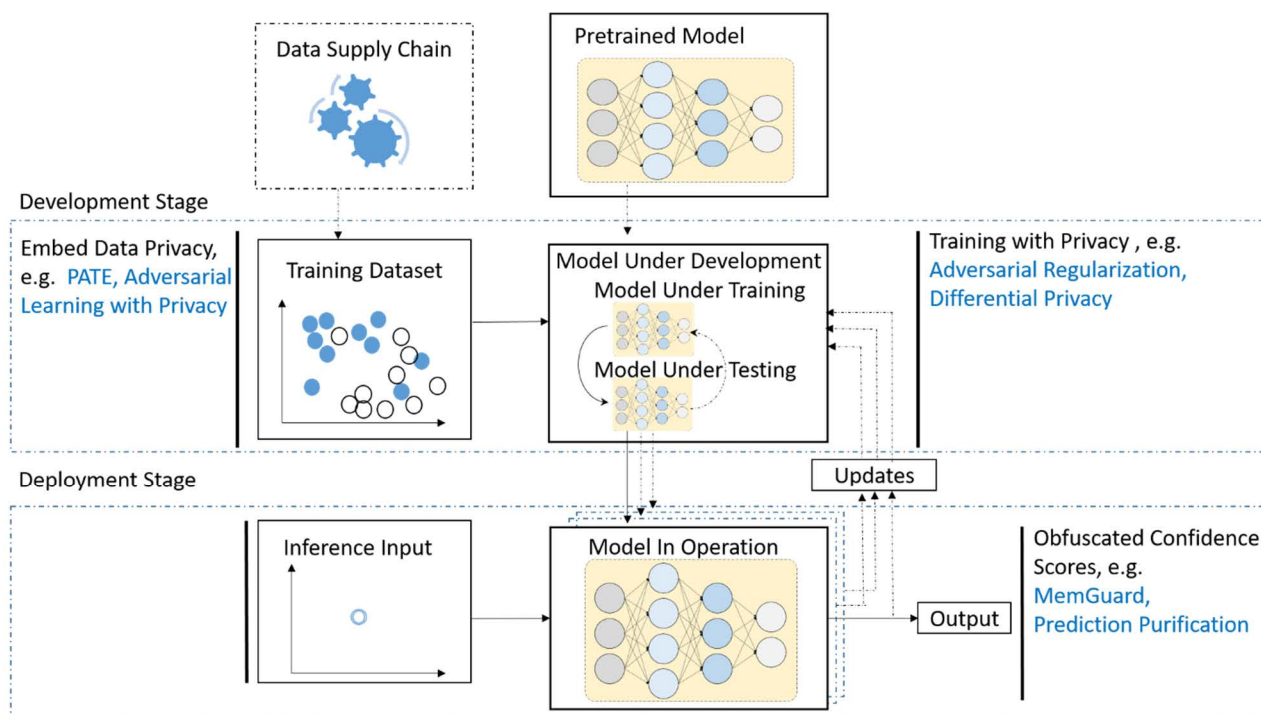 Data Supply Chain
Pretrained Model
Development Stage
Embed Data Privacy,
e.g. PATE, Adversarial
Learning with Privacy
Training Dataset
Model Under Development
Model Under Training
Model Under Testing
Training with Privacy , e.g.
Adversarial Regularization,
Differential Privacy
Updates
Deployment Stage
Inference Input
Model In Operation
Output
Obfuscated Confidence
Scores, e.g.
MemGuard,
Prediction Purification